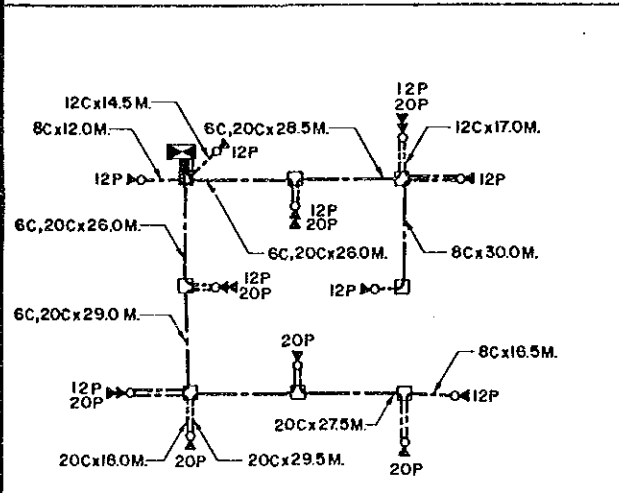 12P
20P
12Cx14.5M.
6C,20Cx28.5M.
12Cx17.0M.
8Cx12.0M.
12P
12P
12P
12P
20P
6C,20Cx26.0M.
6C,20Cx26.0M.
8Cx30.0M.
12P
20P
12P
6C,20Cx29.0 M.
20P
8Cx16.5M.
12P
20P
12P
20Cx27.5M.
20Cx16.0M.
20P
20Cx29.5M.
20P